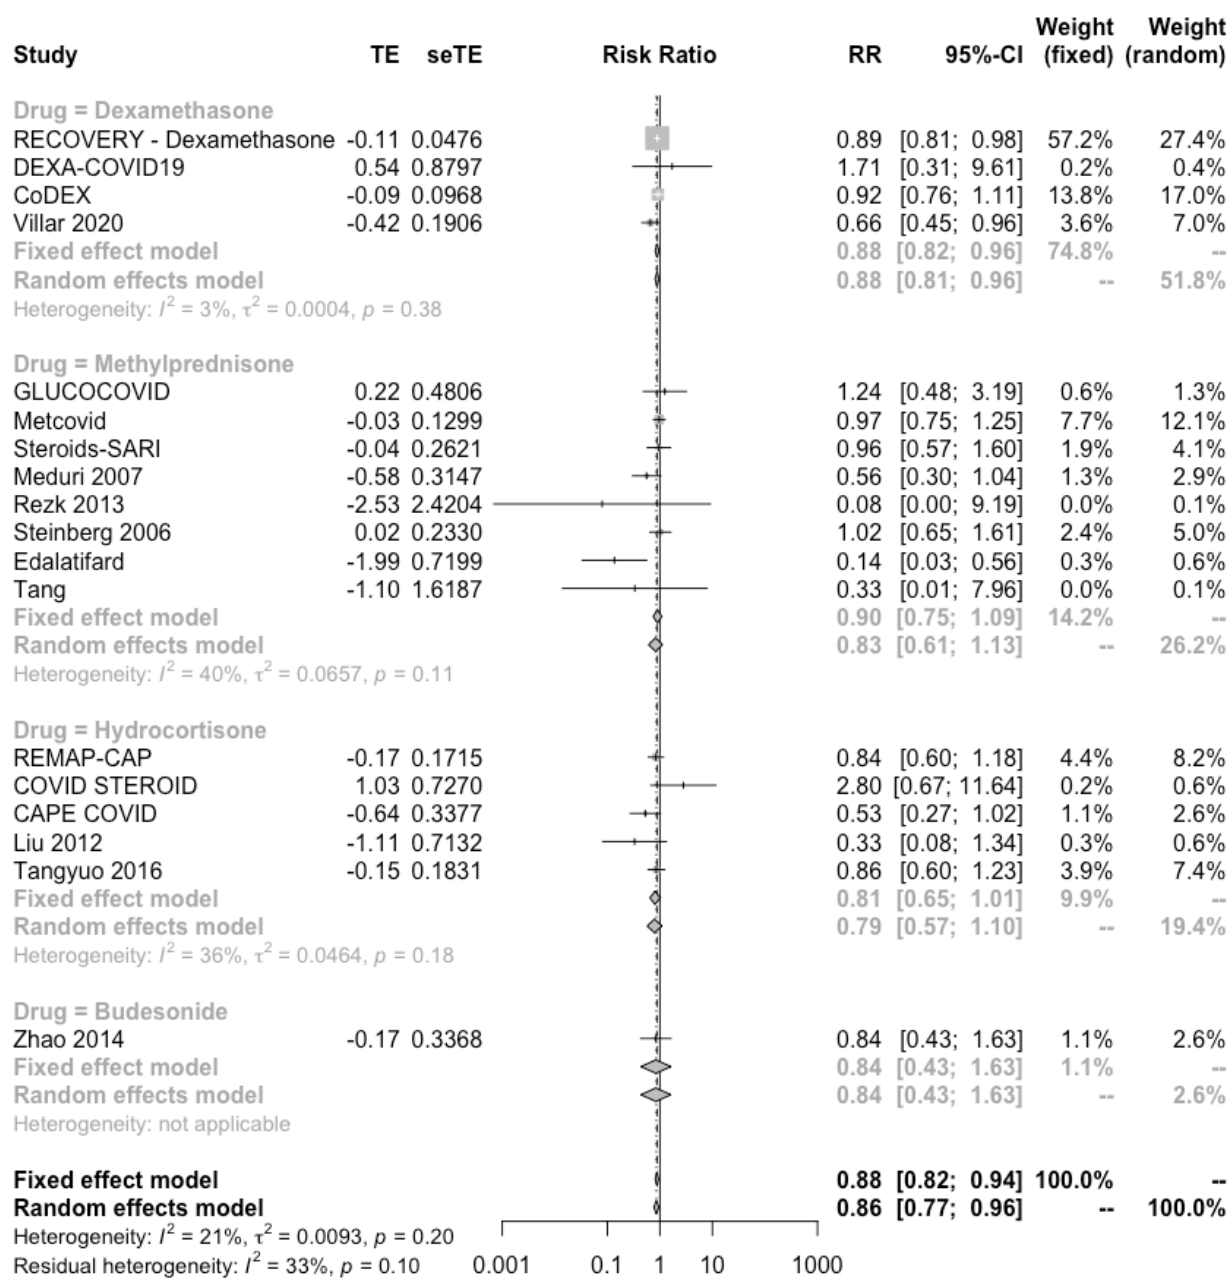 Weight Weight
Study TE seTE Risk Ratio RR 95%-CI (fixed) (random)
Drug = Dexamethasone
RECOVERY - Dexamethasone -0.11 0.0476 0.89 [0.81; 0.98] 57.2% 27.4%
DEXA-COVID19 0.54 0.8797 1.71 [0.31; 9.61] 0.2% 0.4%
CoDEX -0.09 0.0968 0.92 [0.76; 1.11] 13.8% 17.0%
Villar 2020 -0.42 0.1906 0.66 [0.45; 0.96] 3.6% 7.0%
Fixed effect model 0.88 [0.82; 0.96] 74.8% --
Random effects model 0.88 [0.81; 0.96] -- 51.8%
Heterogeneity: I² = 3%, τ² = 0.0004, p = 0.38
Drug = Methylprednisone
GLUCOCOVID 0.22 0.4806 1.24 [0.48; 3.19] 0.6% 1.3%
Metcovid -0.03 0.1299 0.97 [0.75; 1.25] 7.7% 12.1%
Steroids-SARI -0.04 0.2621 0.96 [0.57; 1.60] 1.9% 4.1%
Meduri 2007 -0.58 0.3147 0.56 [0.30; 1.04] 1.3% 2.9%
Rezk 2013 -2.53 2.4204 0.08 [0.00; 9.19] 0.0% 0.1%
Steinberg 2006 0.02 0.2330 1.02 [0.65; 1.61] 2.4% 5.0%
Edalatifard -1.99 0.7199 0.14 [0.03; 0.56] 0.3% 0.6%
Tang -1.10 1.6187 0.33 [0.01; 7.96] 0.0% 0.1%
Fixed effect model 0.90 [0.75; 1.09] 14.2% --
Random effects model 0.83 [0.61; 1.13] -- 26.2%
Heterogeneity: I² = 40%, τ² = 0.0657, p = 0.11
Drug = Hydrocortisone
REMAP-CAP -0.17 0.1715 0.84 [0.60; 1.18] 4.4% 8.2%
COVID STEROID 1.03 0.7270 2.80 [0.67; 11.64] 0.2% 0.6%
CAPE COVID -0.64 0.3377 0.53 [0.27; 1.02] 1.1% 2.6%
Liu 2012 -1.11 0.7132 0.33 [0.08; 1.34] 0.3% 0.6%
Tangyuo 2016 -0.15 0.1831 0.86 [0.60; 1.23] 3.9% 7.4%
Fixed effect model 0.81 [0.65; 1.01] 9.9% --
Random effects model 0.79 [0.57; 1.10] -- 19.4%
Heterogeneity: I² = 36%, τ² = 0.0464, p = 0.18
Drug = Budesonide
Zhao 2014 -0.17 0.3368 0.84 [0.43; 1.63] 1.1% 2.6%
Fixed effect model 0.84 [0.43; 1.63] 1.1% --
Random effects model 0.84 [0.43; 1.63] -- 2.6%
Heterogeneity: not applicable
Fixed effect model 0.88 [0.82; 0.94] 100.0% --
Random effects model 0.86 [0.77; 0.96] -- 100.0%
Heterogeneity: I² = 21%, τ² = 0.0093, p = 0.20
Residual heterogeneity: I² = 33%, p = 0.10 0.001 0.1 1 10 1000